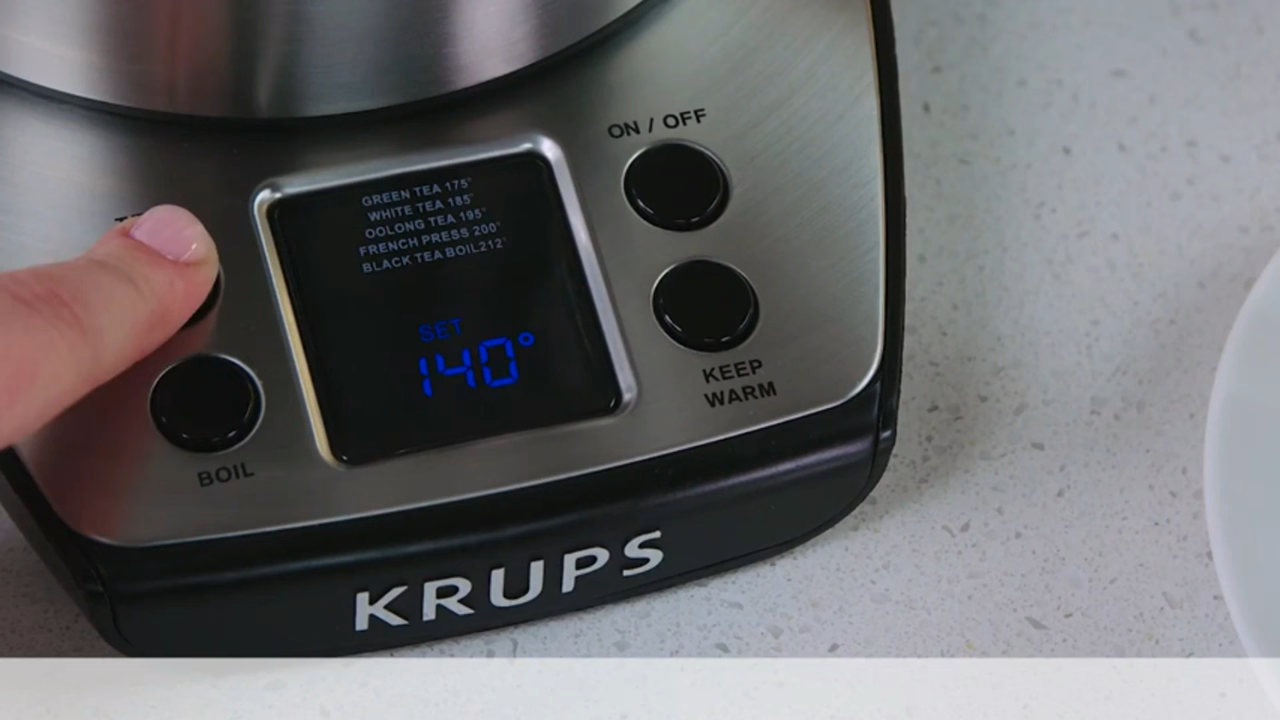 ON / OFF
GREEN TEA 175°
WHITE TEA 185°
OOLONG TEA 195°
FRENCH PRESS 200°
BLACK TEA BOIL212°
SET
140°
KEEP
WARM
BOIL
KRUPS